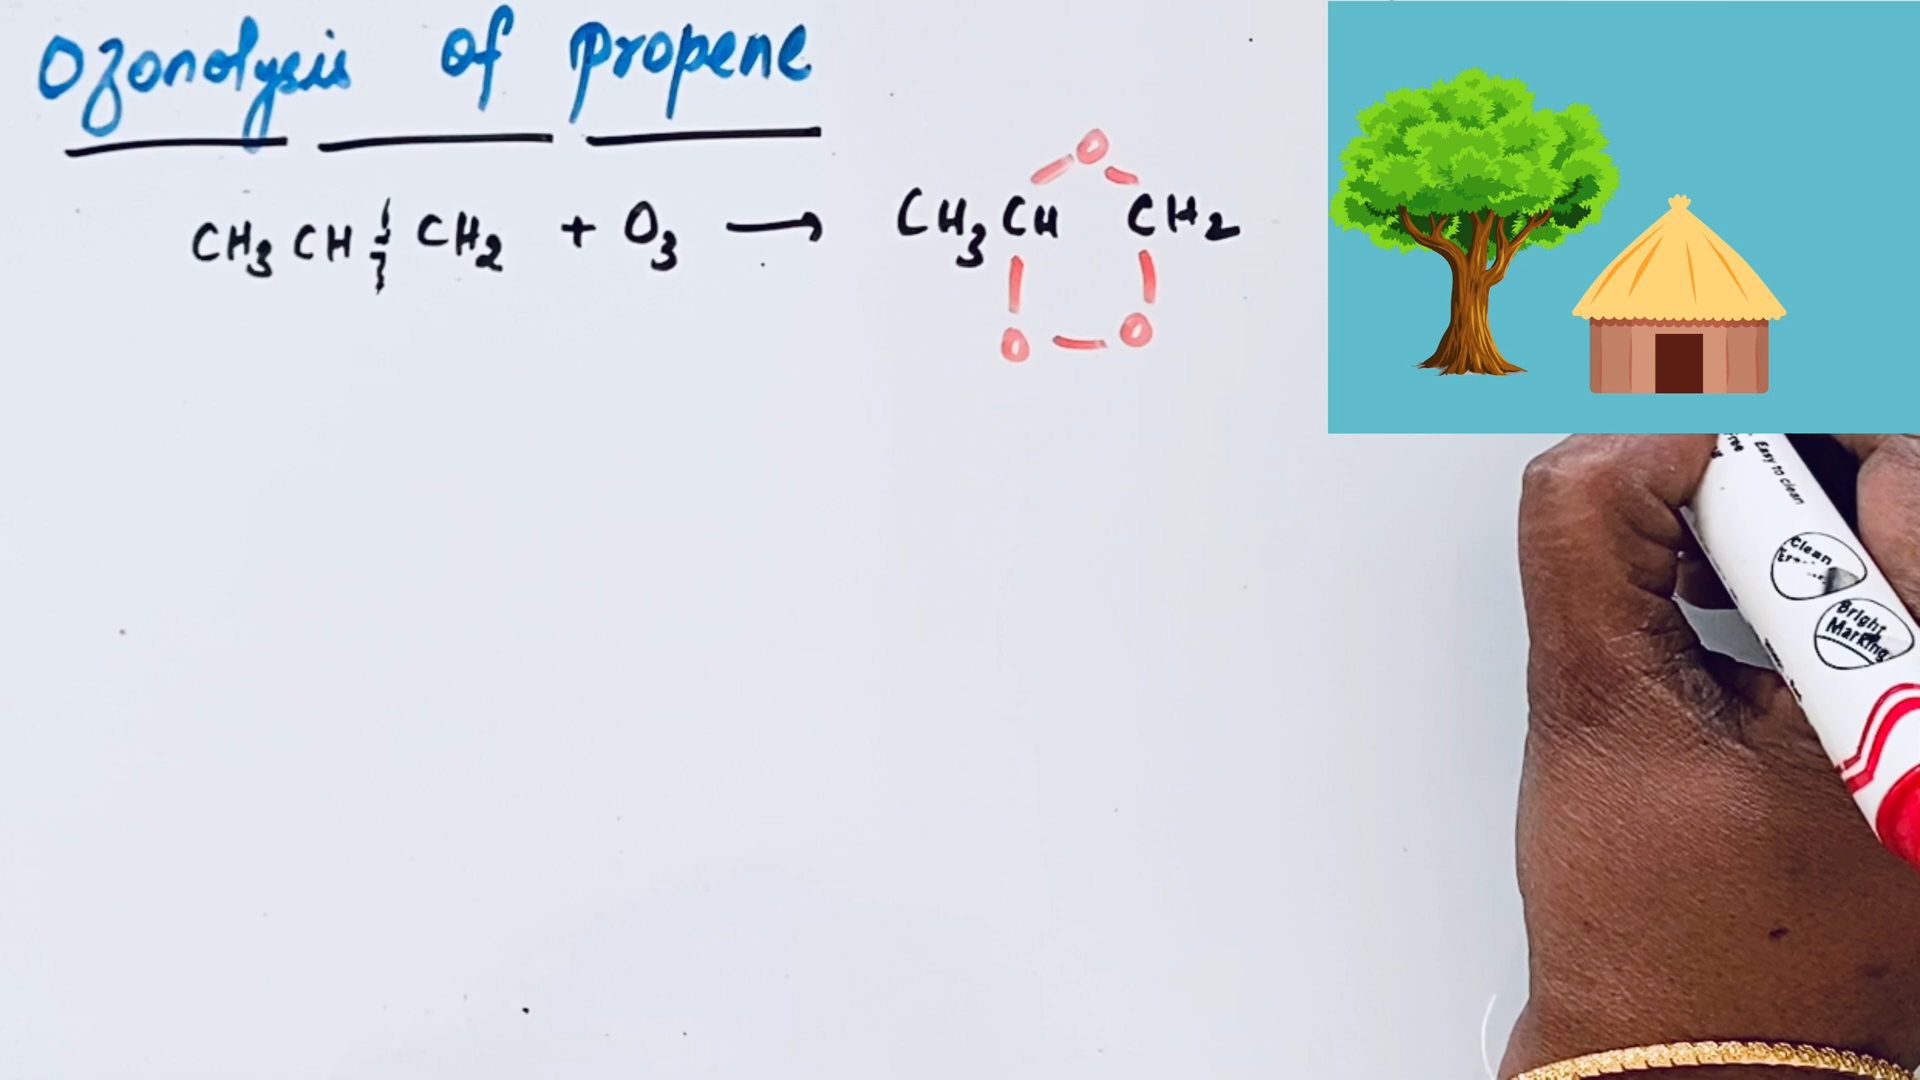 Ozonolysis of propene
CH3 CH = CH2 + O3 ⟶ CH3 CH CH2
O
O — O
Easy to clean
Clean
Bright
Marking